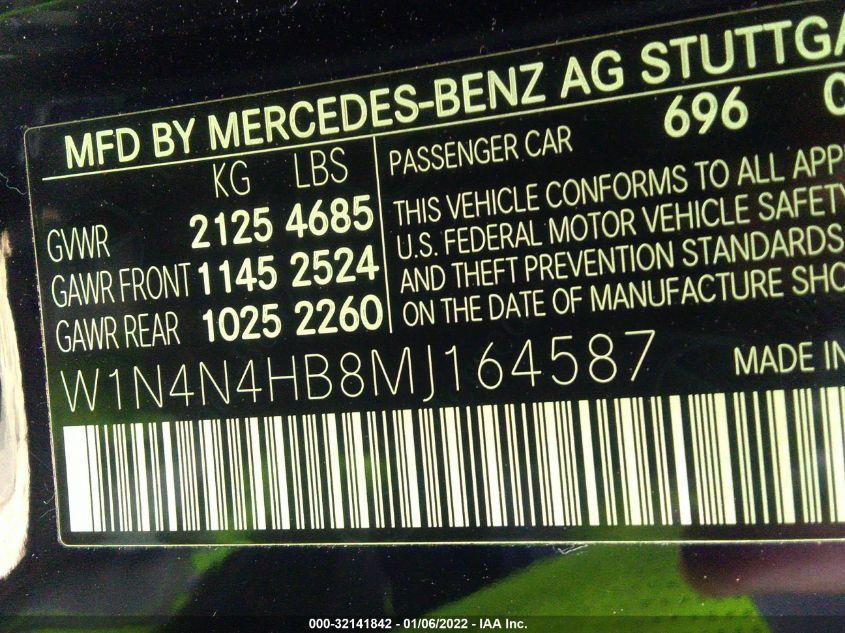 MFD BY MERCEDES-BENZ AG STUTTGA
KG LBS
GVWR 2125 4685
GAWR FRONT 1145 2524
GAWR REAR 1025 2260
PASSENGER CAR 696
THIS VEHICLE CONFORMS TO ALL APPL
U.S. FEDERAL MOTOR VEHICLE SAFETY
AND THEFT PREVENTION STANDARDS
ON THE DATE OF MANUFACTURE SHO
W1N4N4HB8MJ164587 MADE IN
000-32141842 - 01/06/2022 - IAA Inc.